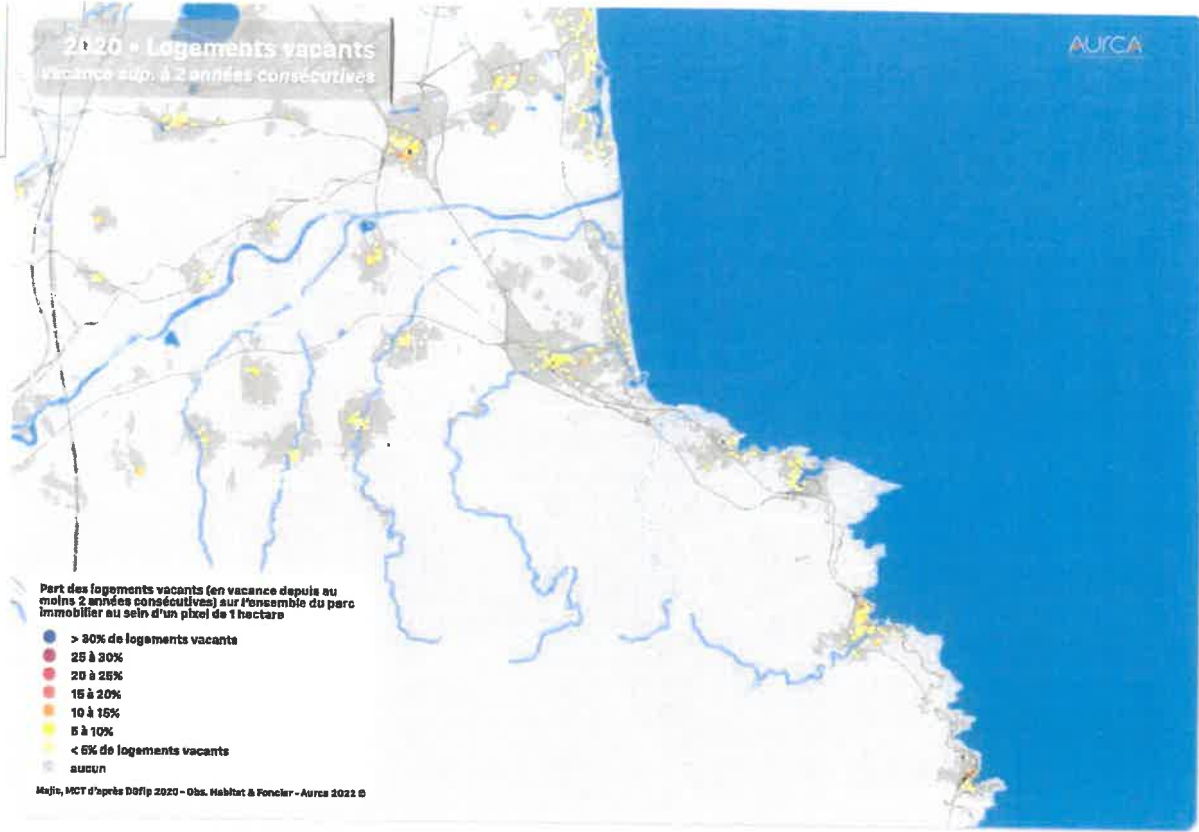 2020 • Logements vacants
vacance sup. à 2 années consécutives
AURCA
Part des logements vacants (en vacance depuis au
moins 2 années consécutives) sur l'ensemble du parc
immobilier au sein d'un pixel de 1 hectare
> 30% de logements vacants
25 à 30%
20 à 25%
15 à 20%
10 à 15%
5 à 10%
< 5% de logements vacants
aucun
Majic, MCT d'après DGfip 2020 - Obs. Habitat & Foncier - Aurca 2022 ©